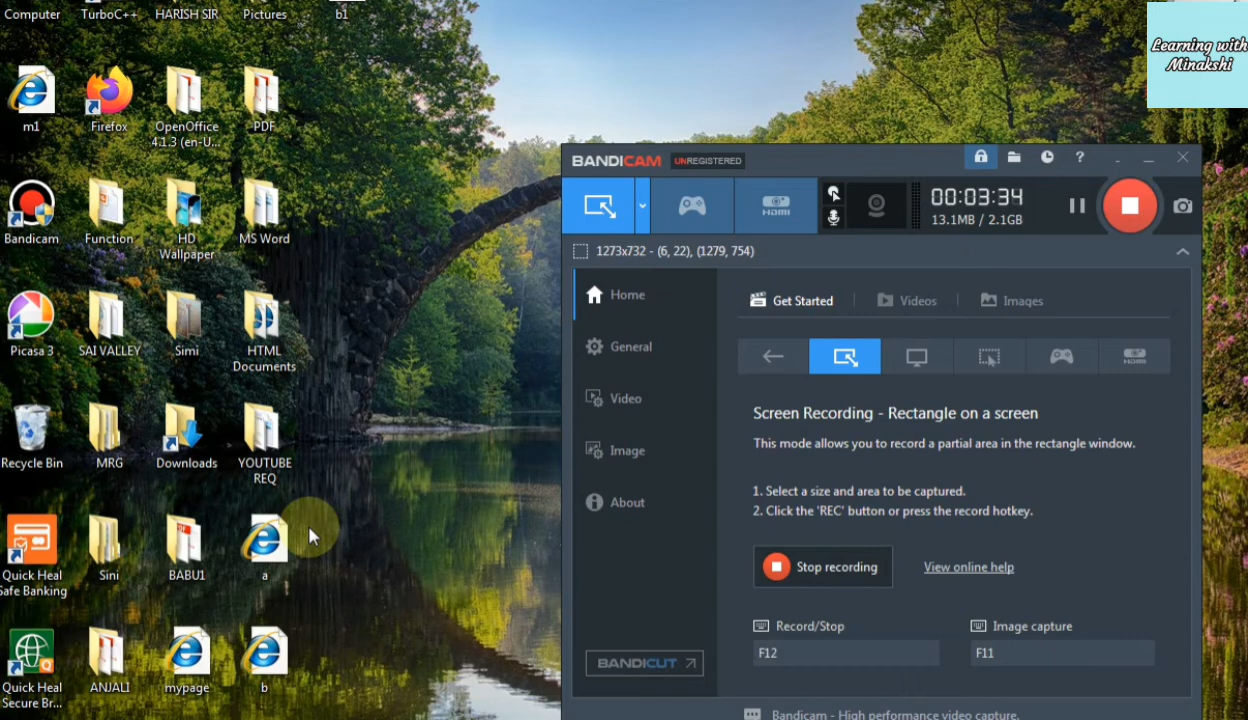 Computer
TurboC++
HARISH SIR
Pictures
b1
Learning with
Minakshi
m1
Firefox
OpenOffice
4.1.3 (en-U...
PDF
Bandicam
Function
HD
Wallpaper
MS Word
Picasa 3
SAI VALLEY
Simi
HTML
Documents
Recycle Bin
MRG
Downloads
YOUTUBE
REQ
Quick Heal
Safe Banking
Sini
BABU1
a
Quick Heal
Secure Br...
ANJALI
mypage
b
BANDICAM UNREGISTERED
00:03:34
13.1MB / 2.1GB
HDMI
1273x732 - (6, 22), (1279, 754)
Home
General
Video
Image
About
BANDICUT
Get Started
Videos
Images
HDMI
Screen Recording - Rectangle on a screen
This mode allows you to record a partial area in the rectangle window.
1. Select a size and area to be captured.
2. Click the 'REC' button or press the record hotkey.
Stop recording
View online help
Record/Stop
Image capture
F12
F11
Bandicam - High performance video capture.